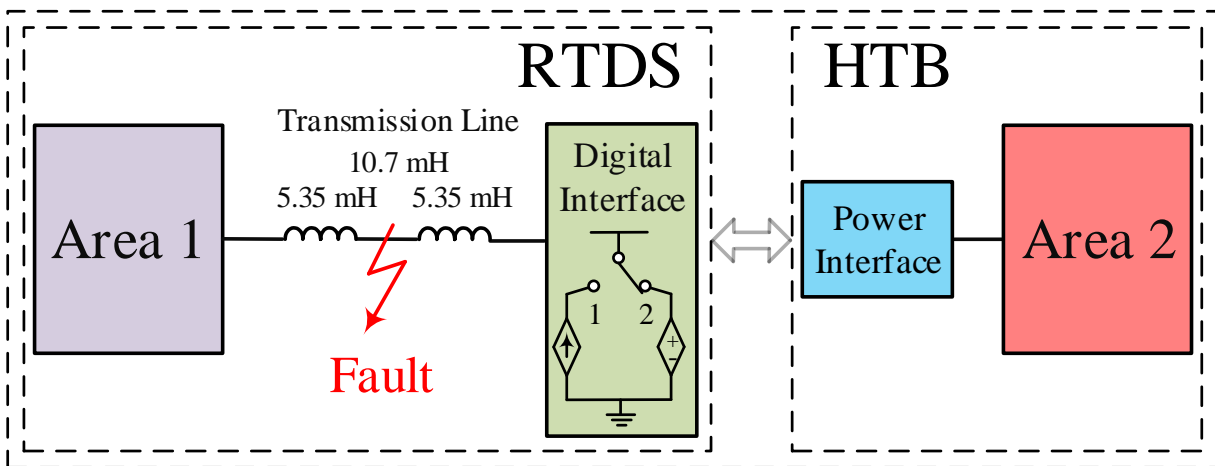 RTDS
HTB
Transmission Line
10.7 mH
5.35 mH
5.35 mH
Area 1
Fault
Digital
Interface
1
2
+
-
Power
Interface
Area 2